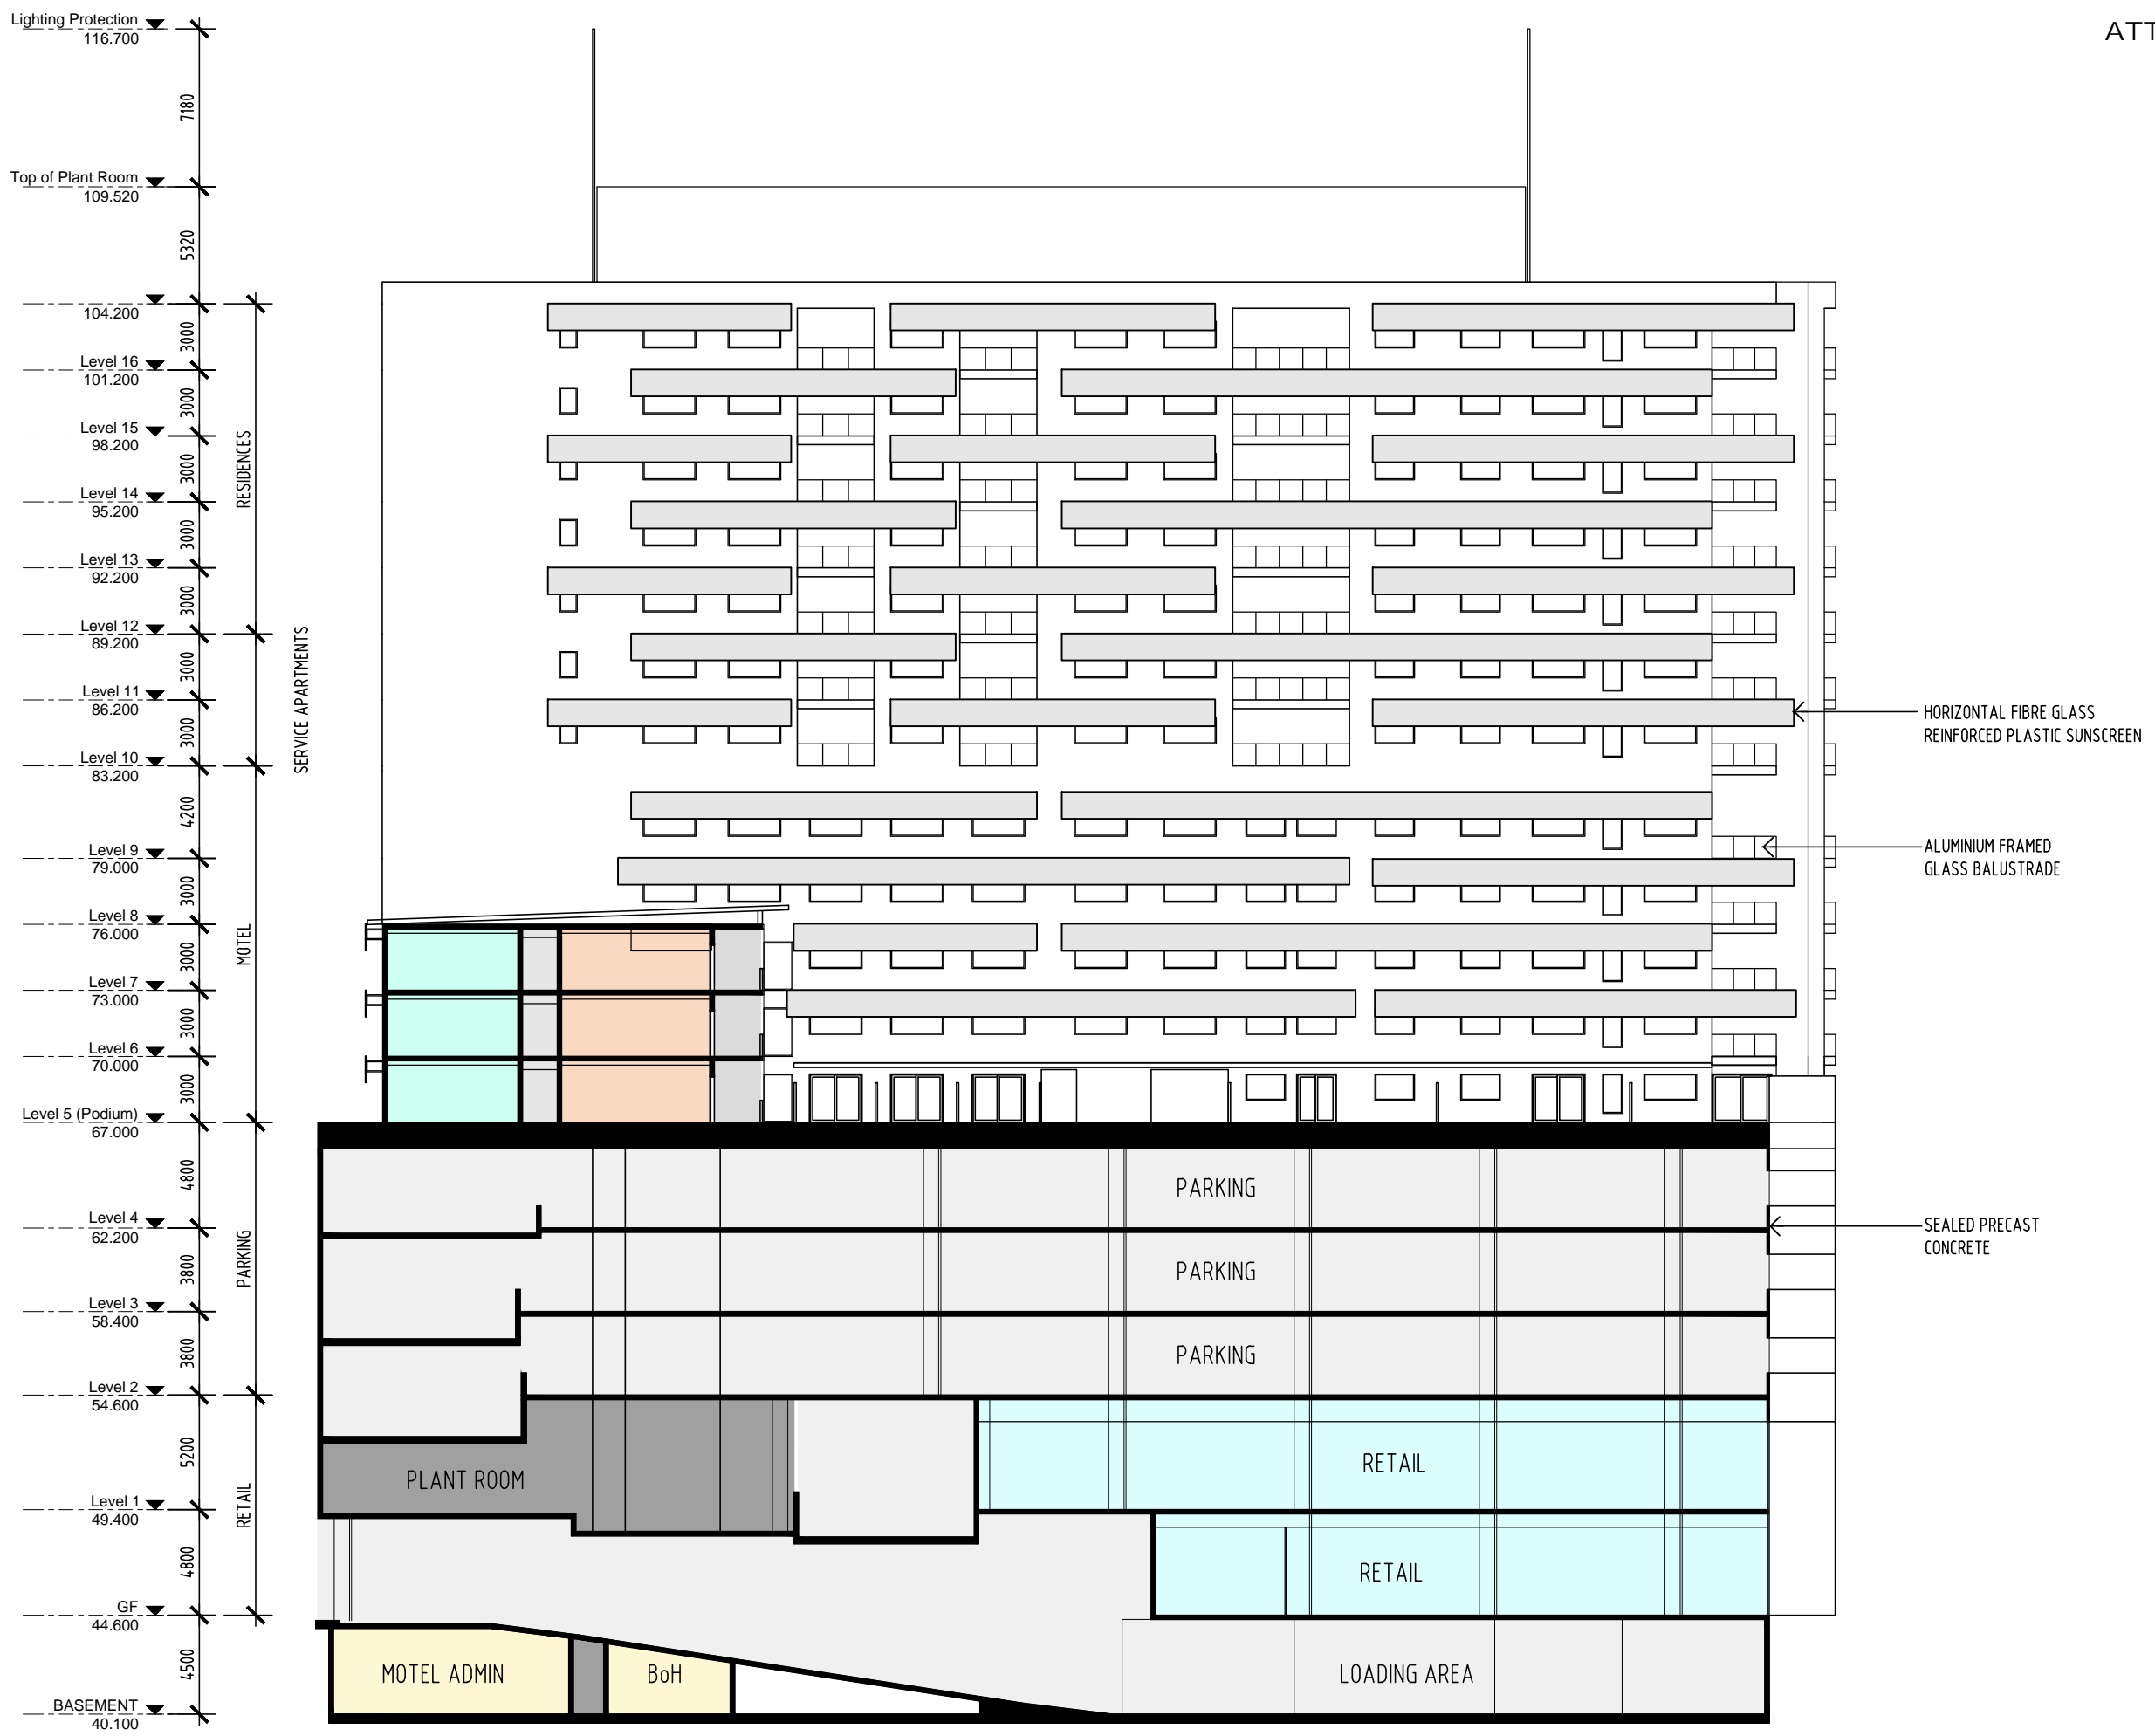 Lighting Protection
116.700
ATT
7180
Top of Plant Room
109.520
5320
104.200
3000
Level 16
101.200
3000
Level 15
98.200
3000
Level 14
95.200
3000
Level 13
92.200
3000
Level 12
89.200
3000
Level 11
86.200
3000
Level 10
83.200
4200
Level 9
79.000
3000
Level 8
76.000
3000
Level 7
73.000
3000
Level 6
70.000
3000
Level 5 (Podium)
67.000
4800
Level 4
62.200
3800
Level 3
58.400
3800
Level 2
54.600
5200
Level 1
49.400
4800
GF
44.600
4500
BASEMENT
40.100
RESIDENCES
SERVICE APARTMENTS
MOTEL
PARKING
RETAIL
HORIZONTAL FIBRE GLASS
REINFORCED PLASTIC SUNSCREEN
ALUMINIUM FRAMED
GLASS BALUSTRADE
SEALED PRECAST
CONCRETE
PARKING
PARKING
PARKING
RETAIL
PLANT ROOM
RETAIL
MOTEL ADMIN
BoH
LOADING AREA